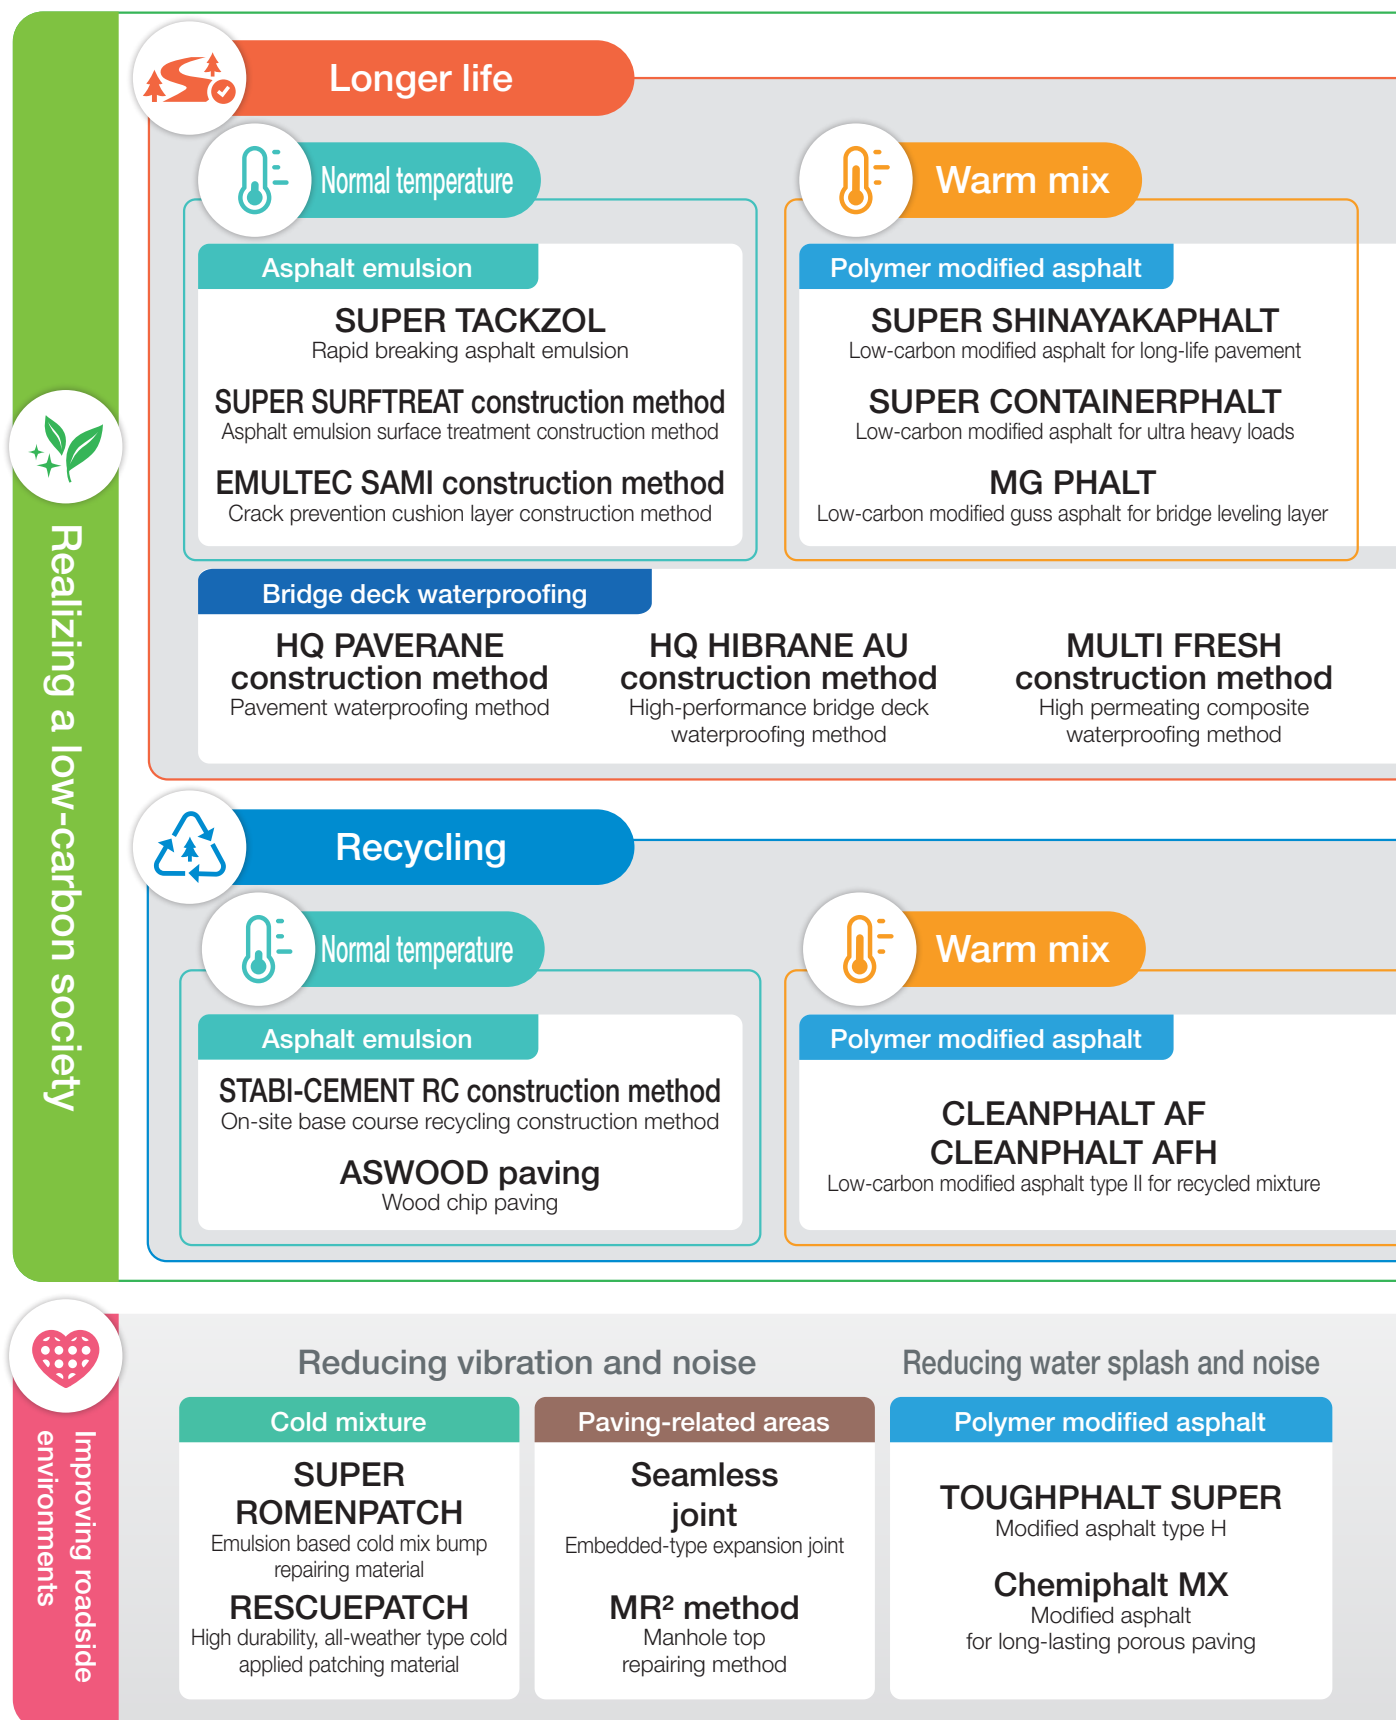 Realizing a low-carbon society
Longer life
Normal temperature
Asphalt emulsion
SUPER TACKZOL
Rapid breaking asphalt emulsion
SUPER SURFTREAT construction method
Asphalt emulsion surface treatment construction method
EMULTEC SAMI construction method
Crack prevention cushion layer construction method
Warm mix
Polymer modified asphalt
SUPER SHINAYAKAPHALT
Low-carbon modified asphalt for long-life pavement
SUPER CONTAINERPHALT
Low-carbon modified asphalt for ultra heavy loads
MG PHALT
Low-carbon modified guss asphalt for bridge leveling layer
Bridge deck waterproofing
HQ PAVERANE
construction method
Pavement waterproofing method
HQ HIBRANE AU
construction method
High-performance bridge deck
waterproofing method
MULTI FRESH
construction method
High permeating composite
waterproofing method
Recycling
Normal temperature
Asphalt emulsion
STABI-CEMENT RC construction method
On-site base course recycling construction method
ASWOOD paving
Wood chip paving
Warm mix
Polymer modified asphalt
CLEANPHALT AF
CLEANPHALT AFH
Low-carbon modified asphalt type II for recycled mixture
Improving roadside
environments
Reducing vibration and noise
Cold mixture
SUPER
ROMENPATCH
Emulsion based cold mix bump
repairing material
RESCUEPATCH
High durability, all-weather type cold
applied patching material
Paving-related areas
Seamless
joint
Embedded-type expansion joint
MR² method
Manhole top
repairing method
Reducing water splash and noise
Polymer modified asphalt
TOUGHPHALT SUPER
Modified asphalt type H
Chemiphalt MX
Modified asphalt
for long-lasting porous paving